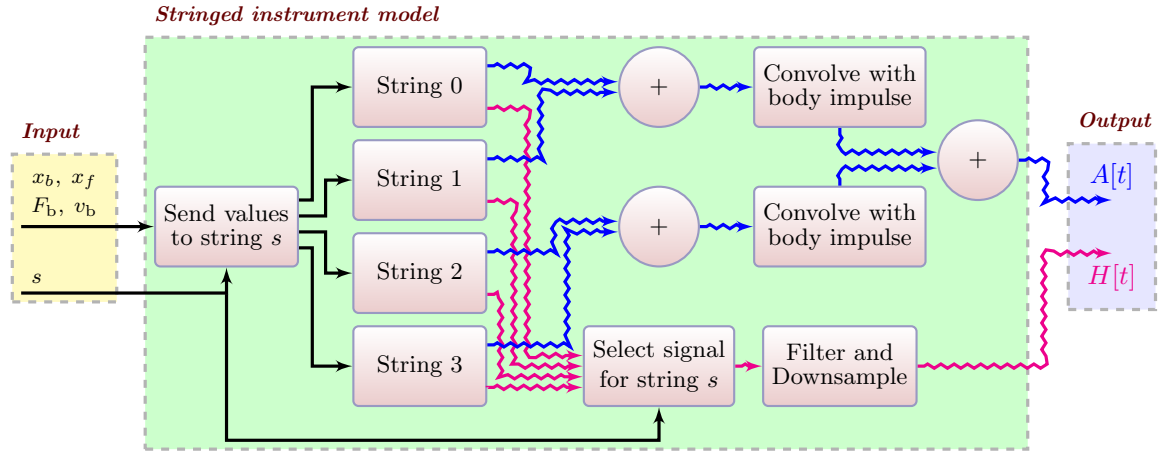 Stringed instrument model
Input
x_b, x_f
F_b, v_b
s
Send values
to string s
String 0
String 1
String 2
String 3
+
+
Convolve with
body impulse
Convolve with
body impulse
+
Select signal
for string s
Filter and
Downsample
Output
A[t]
H[t]